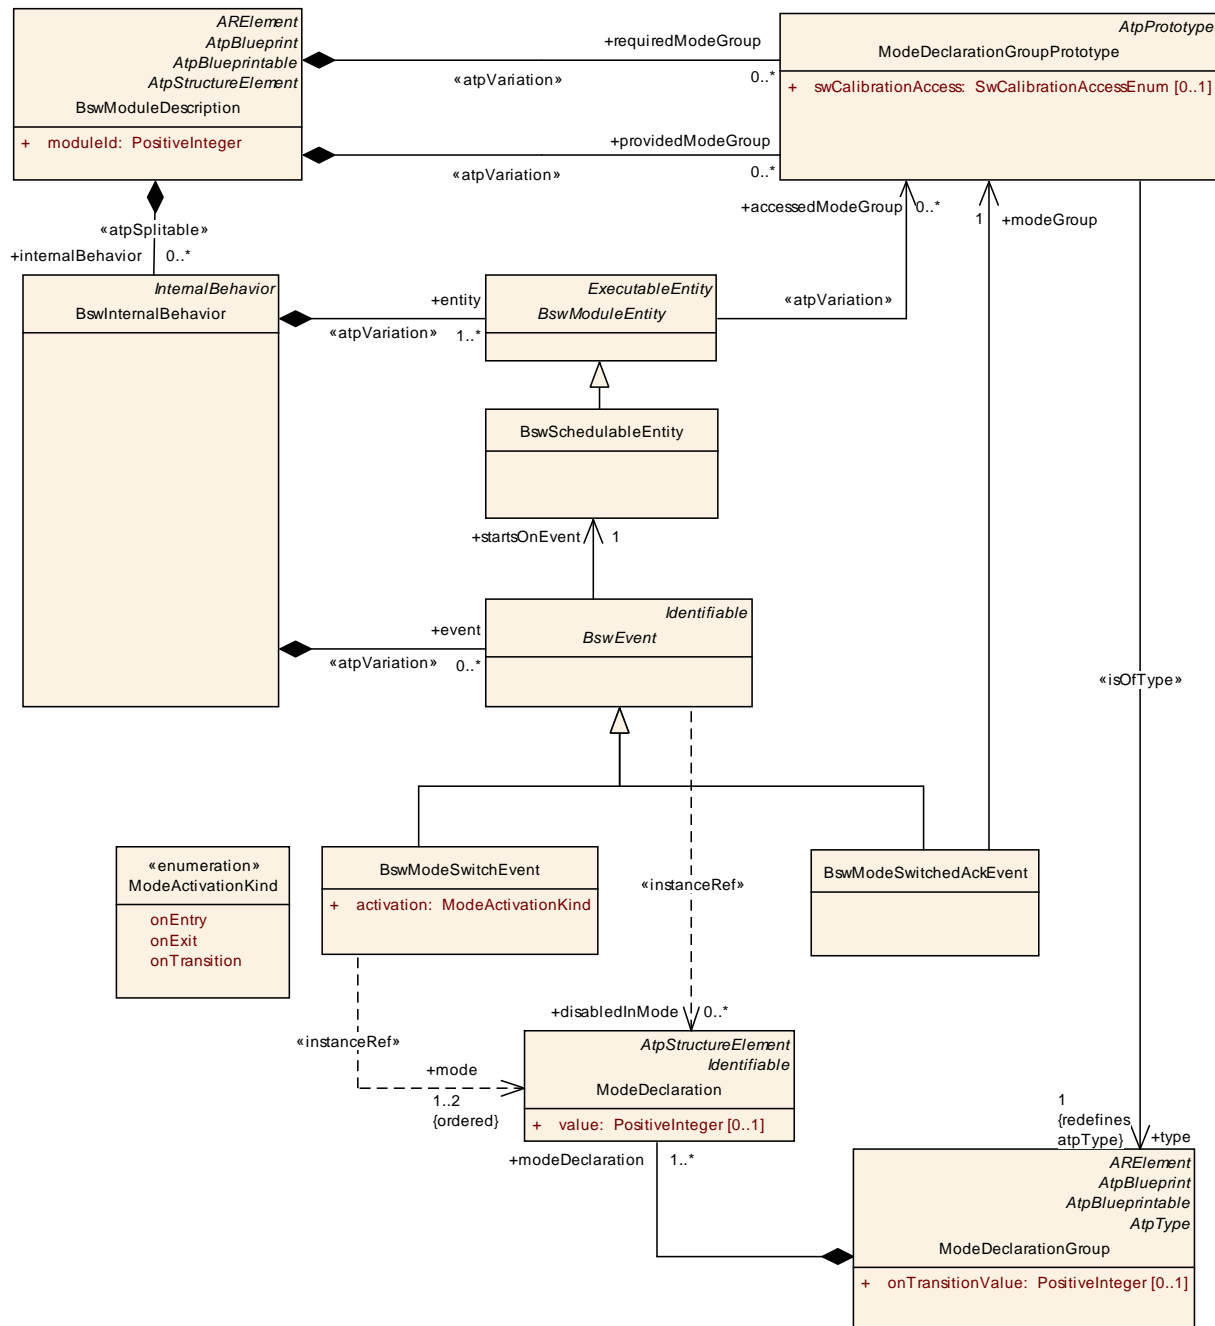 ARElement
AtpBlueprint
AtpBlueprintable
AtpStructureElement
BswModuleDescription
+ moduleId: PositiveInteger
+requiredModeGroup
«atpVariation»
0..*
+providedModeGroup
«atpVariation»
0..*
AtpPrototype
ModeDeclarationGroupPrototype
+ swCalibrationAccess: SwCalibrationAccessEnum [0..1]
«atpSplitable»
+internalBehavior 0..*
+accessedModeGroup 0..*
1 +modeGroup
InternalBehavior
BswInternalBehavior
+entity
«atpVariation» 1..*
ExecutableEntity
BswModuleEntity
«atpVariation»
BswSchedulableEntity
+startsOnEvent 1
+event
«atpVariation» 0..*
Identifiable
BswEvent
«isOfType»
«enumeration»
ModeActivationKind
onEntry
onExit
onTransition
BswModeSwitchEvent
+ activation: ModeActivationKind
«instanceRef»
BswModeSwitchedAckEvent
+disabledInMode 0..*
«instanceRef»
+mode
1..2
{ordered}
AtpStructureElement
Identifiable
ModeDeclaration
+ value: PositiveInteger [0..1]
+modeDeclaration 1..*
1
{redefines
atpType} +type
ARElement
AtpBlueprint
AtpBlueprintable
AtpType
ModeDeclarationGroup
+ onTransitionValue: PositiveInteger [0..1]